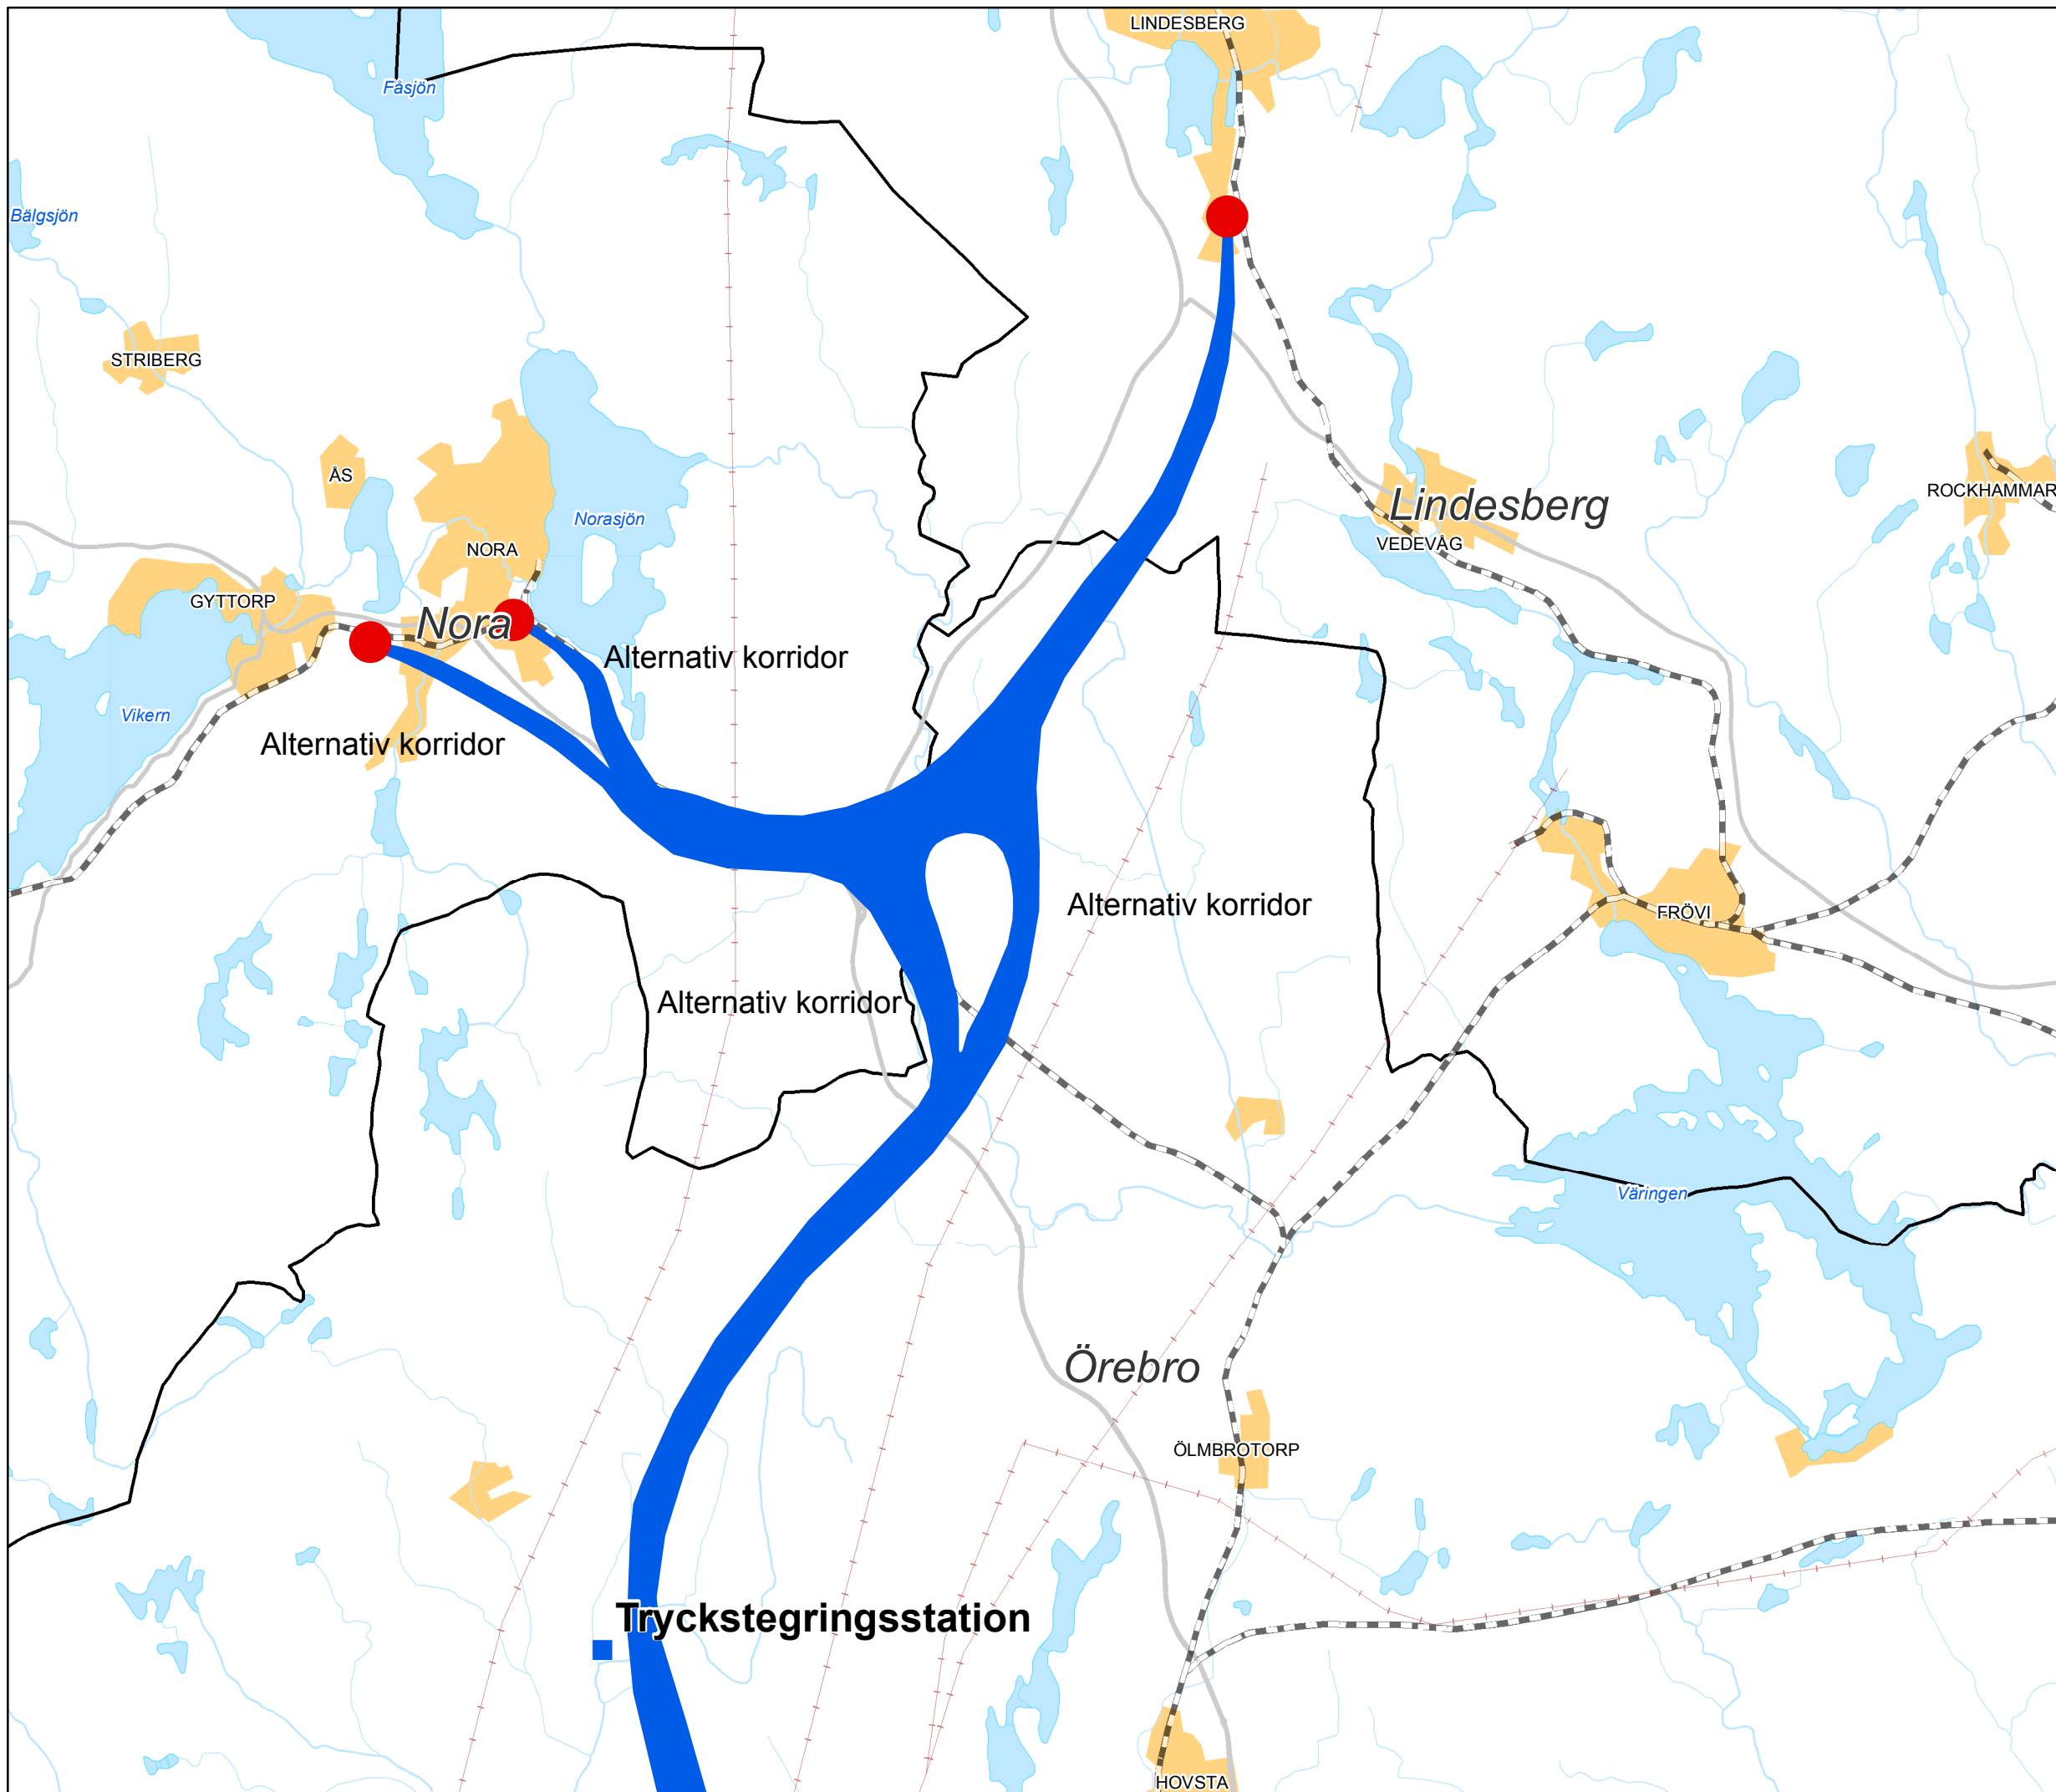 LINDESBERG
Fåsjön
Bälgsjön
STRIBERG
ÅS
Norasjön
Lindesberg
ROCKHAMMAR
NORA
VEDEVÅG
GYTTORP
Nora
Alternativ korridor
Vikern
Alternativ korridor
Alternativ korridor
FRÖVI
Alternativ korridor
Väringen
Örebro
ÖLMBROTORP
Tryckstegringsstation
HOVSTA